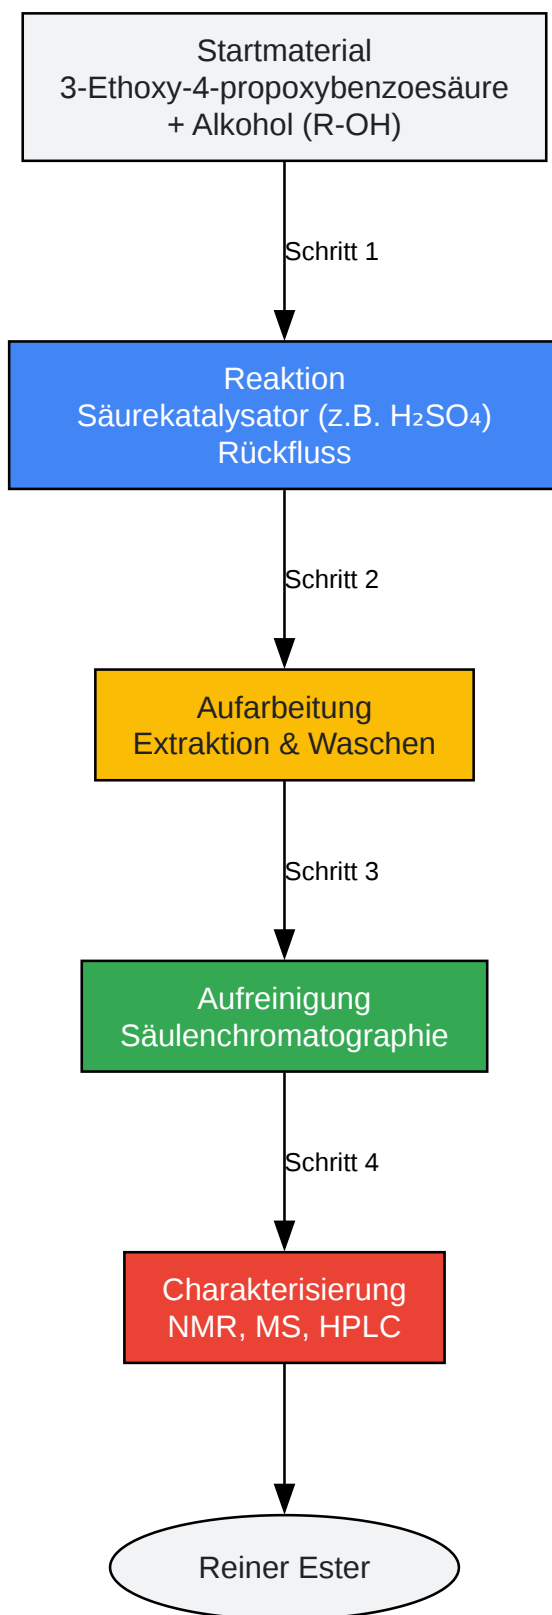 Startmaterial
3-Ethoxy-4-propoxybenzoesäure
+ Alkohol (R-OH)
Schritt 1
Reaktion
Säurekatalysator (z.B. H₂SO₄)
Rückfluss
Schritt 2
Aufarbeitung
Extraktion & Waschen
Schritt 3
Aufreinigung
Säulenchromatographie
Schritt 4
Charakterisierung
NMR, MS, HPLC
Reiner Ester